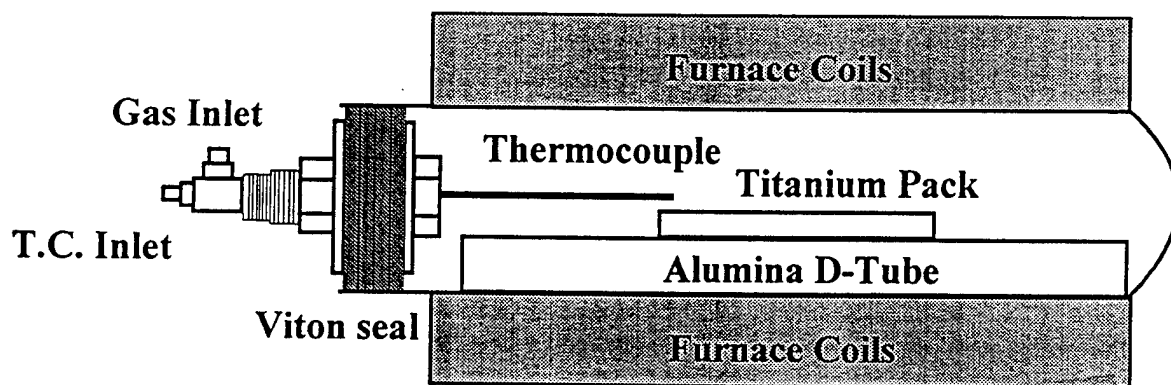 Furnace Coils
Gas Inlet
Thermocouple
Titanium Pack
T.C. Inlet
Alumina D-Tube
Viton seal
Furnace Coils